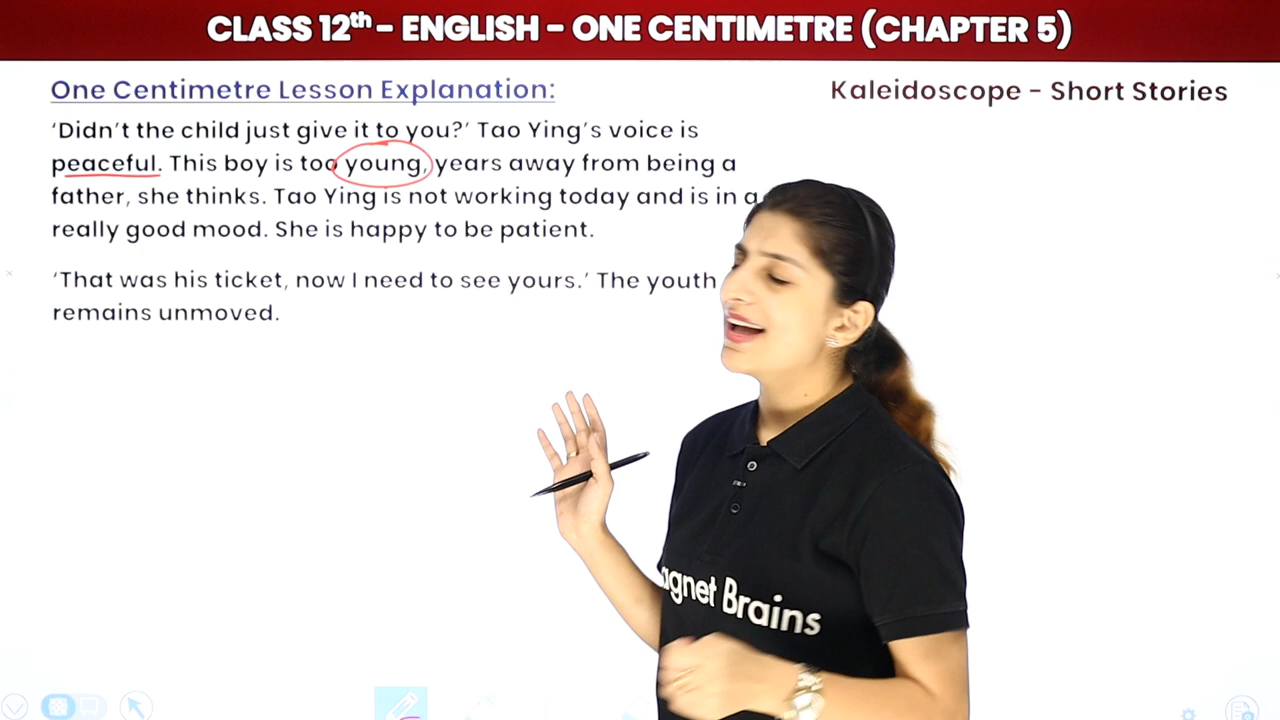 CLASS 12th - ENGLISH - ONE CENTIMETRE (CHAPTER 5)
One Centimetre Lesson Explanation:
Kaleidoscope - Short Stories
‘Didn’t the child just give it to you?’ Tao Ying’s voice is
peaceful. This boy is too young, years away from being a
father, she thinks. Tao Ying is not working today and is in a
really good mood. She is happy to be patient.
‘That was his ticket, now I need to see yours.’ The youth
remains unmoved.
agnet Brains